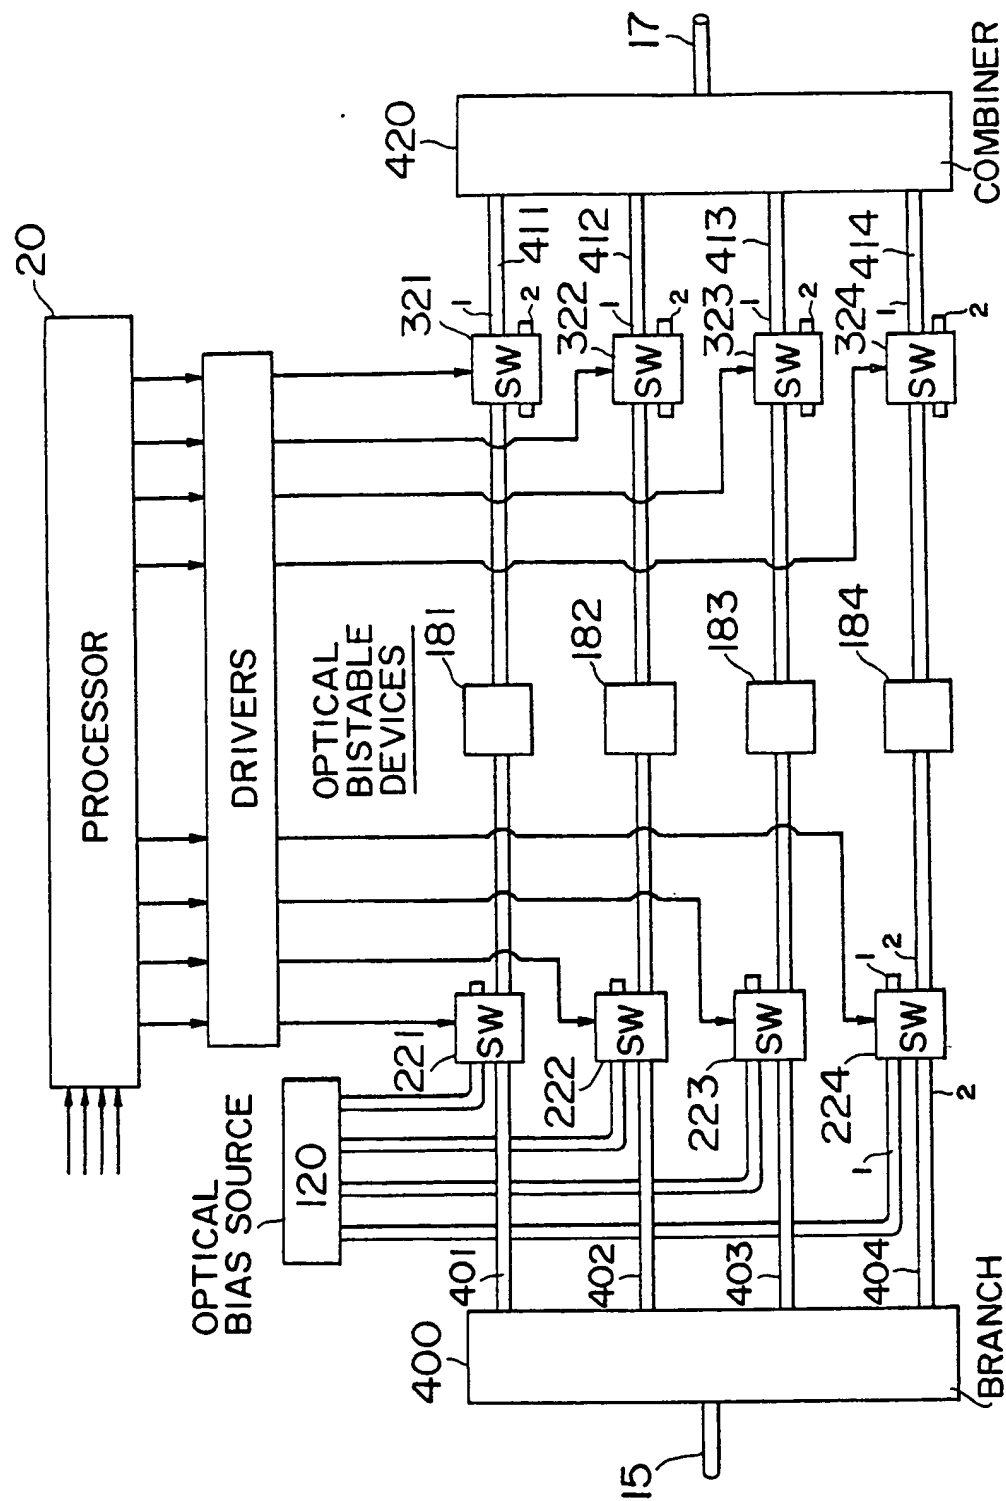 20
PROCESSOR
DRIVERS
OPTICAL
BIAS SOURCE
120
OPTICAL
BISTABLE
DEVICES
15
400
BRANCH
401
402
403
404
1
2
221
SW
222
SW
223
SW
224
SW
1
2
181
182
183
184
321
SW
1
2
322
SW
1
2
323
SW
1
2
324
SW
1
2
411
412
413
414
420
COMBINER
17